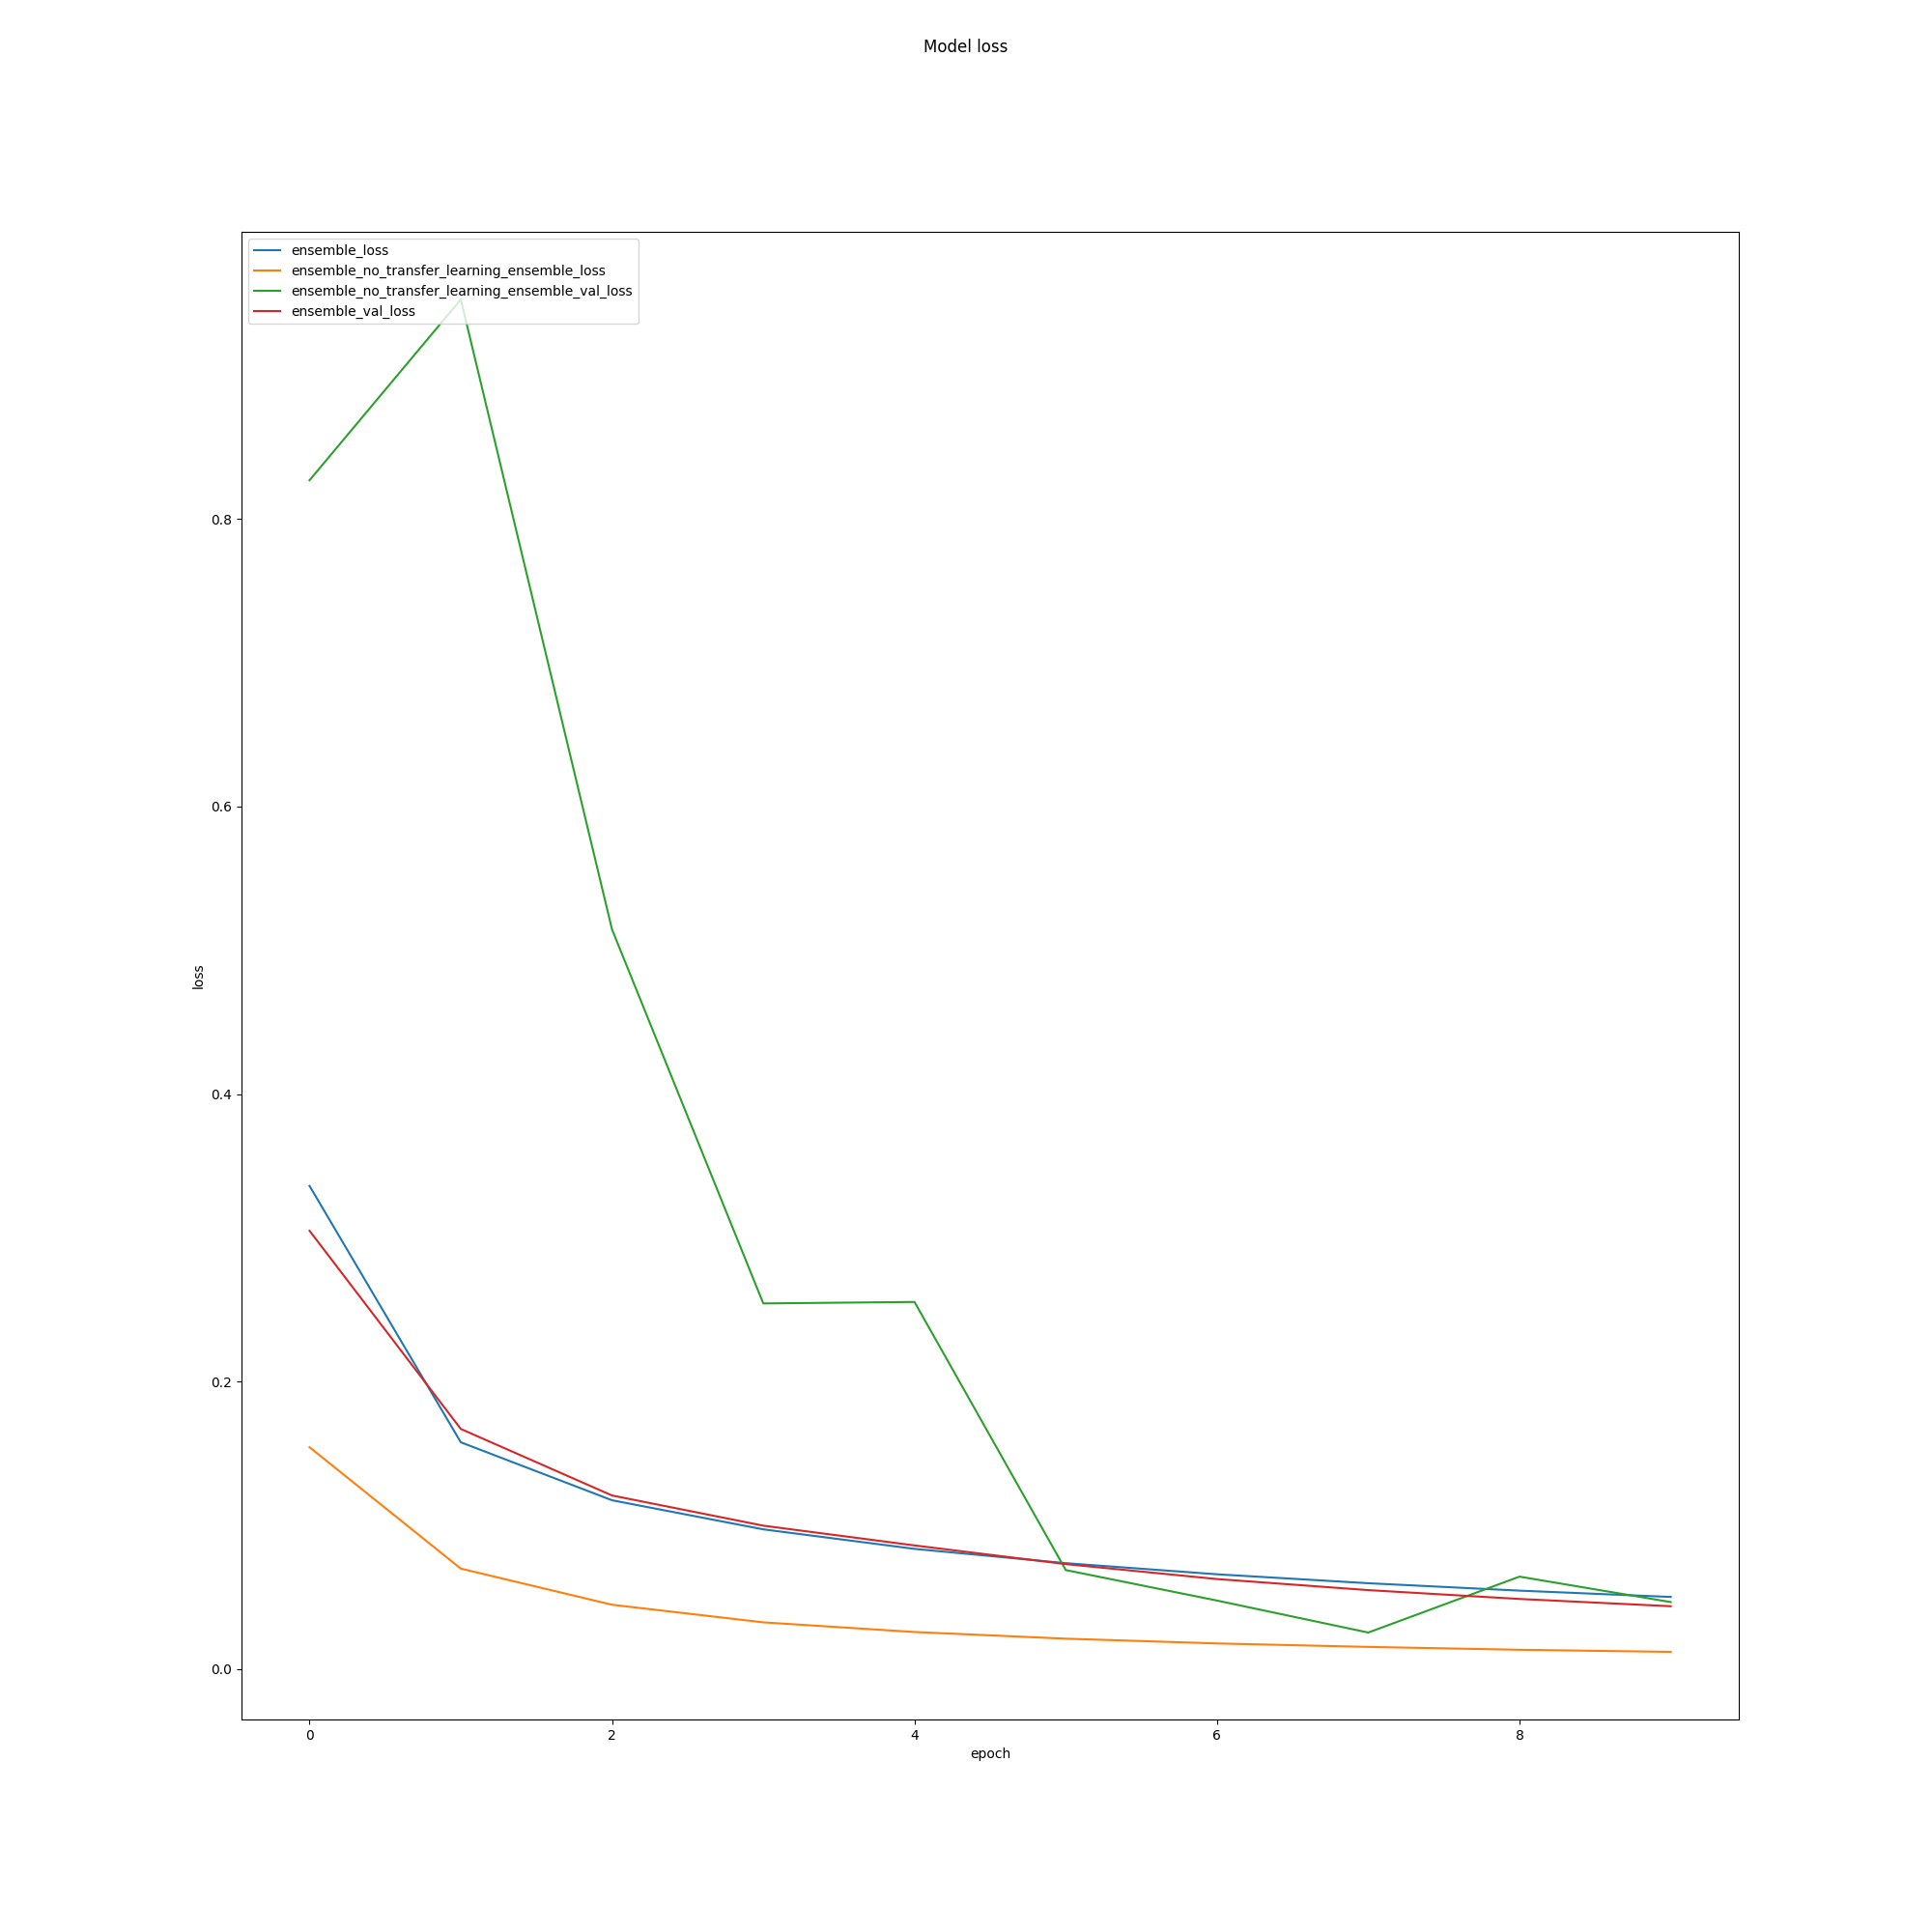 Model loss
ensemble_loss
ensemble_no_transfer_learning_ensemble_loss
ensemble_no_transfer_learning_ensemble_val_loss
ensemble_val_loss
0.8
0.6
loss
0.4
0.2
0.0
0 2 4 6 8
epoch